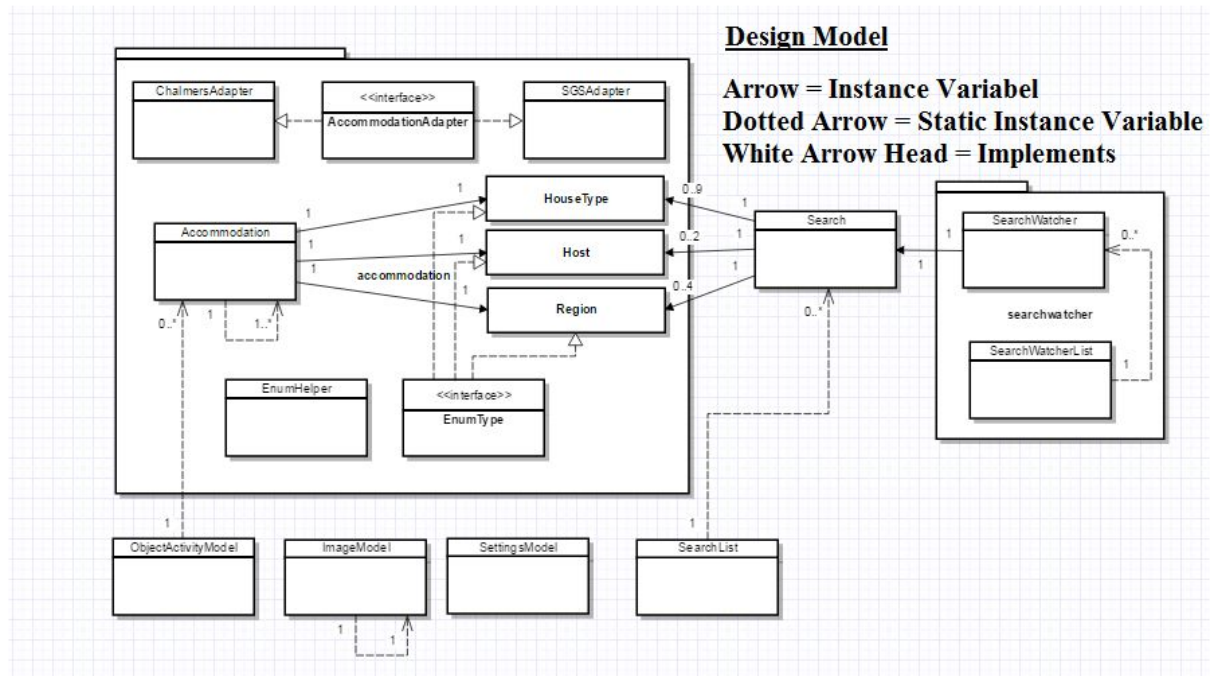 Design Model
Arrow = Instance Variabel
Dotted Arrow = Static Instance Variable
White Arrow Head = Implements
ChalmersAdapter
<<interface>>
AccommodationAdapter
SGSAdapter
1
HouseType
0..9
1
1
Accommodation
1
1
Host
0..2
1
1
accommodation
1
Region
0..4
1
Search
0..*
1
1
SearchWatcher
0..*
searchwatcher
SearchWatcherList
1
0..*
1
1..*
EnumHelper
<<interface>>
EnumType
1
ObjectActivityModel
ImageModel
1
1
SettingsModel
1
SearchList